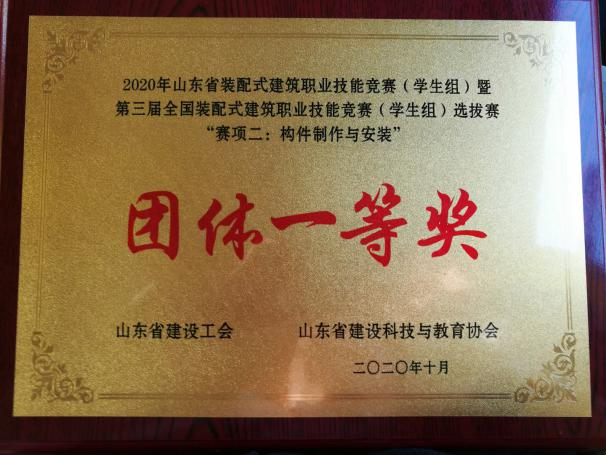 2020年山东省装配式建筑职业技能竞赛（学生组）暨
第三届全国装配式建筑职业技能竞赛（学生组）选拔赛
“赛项二：构件制作与安装”
团体一等奖
山东省建设工会 山东省建设科技与教育协会
二〇二〇年十月